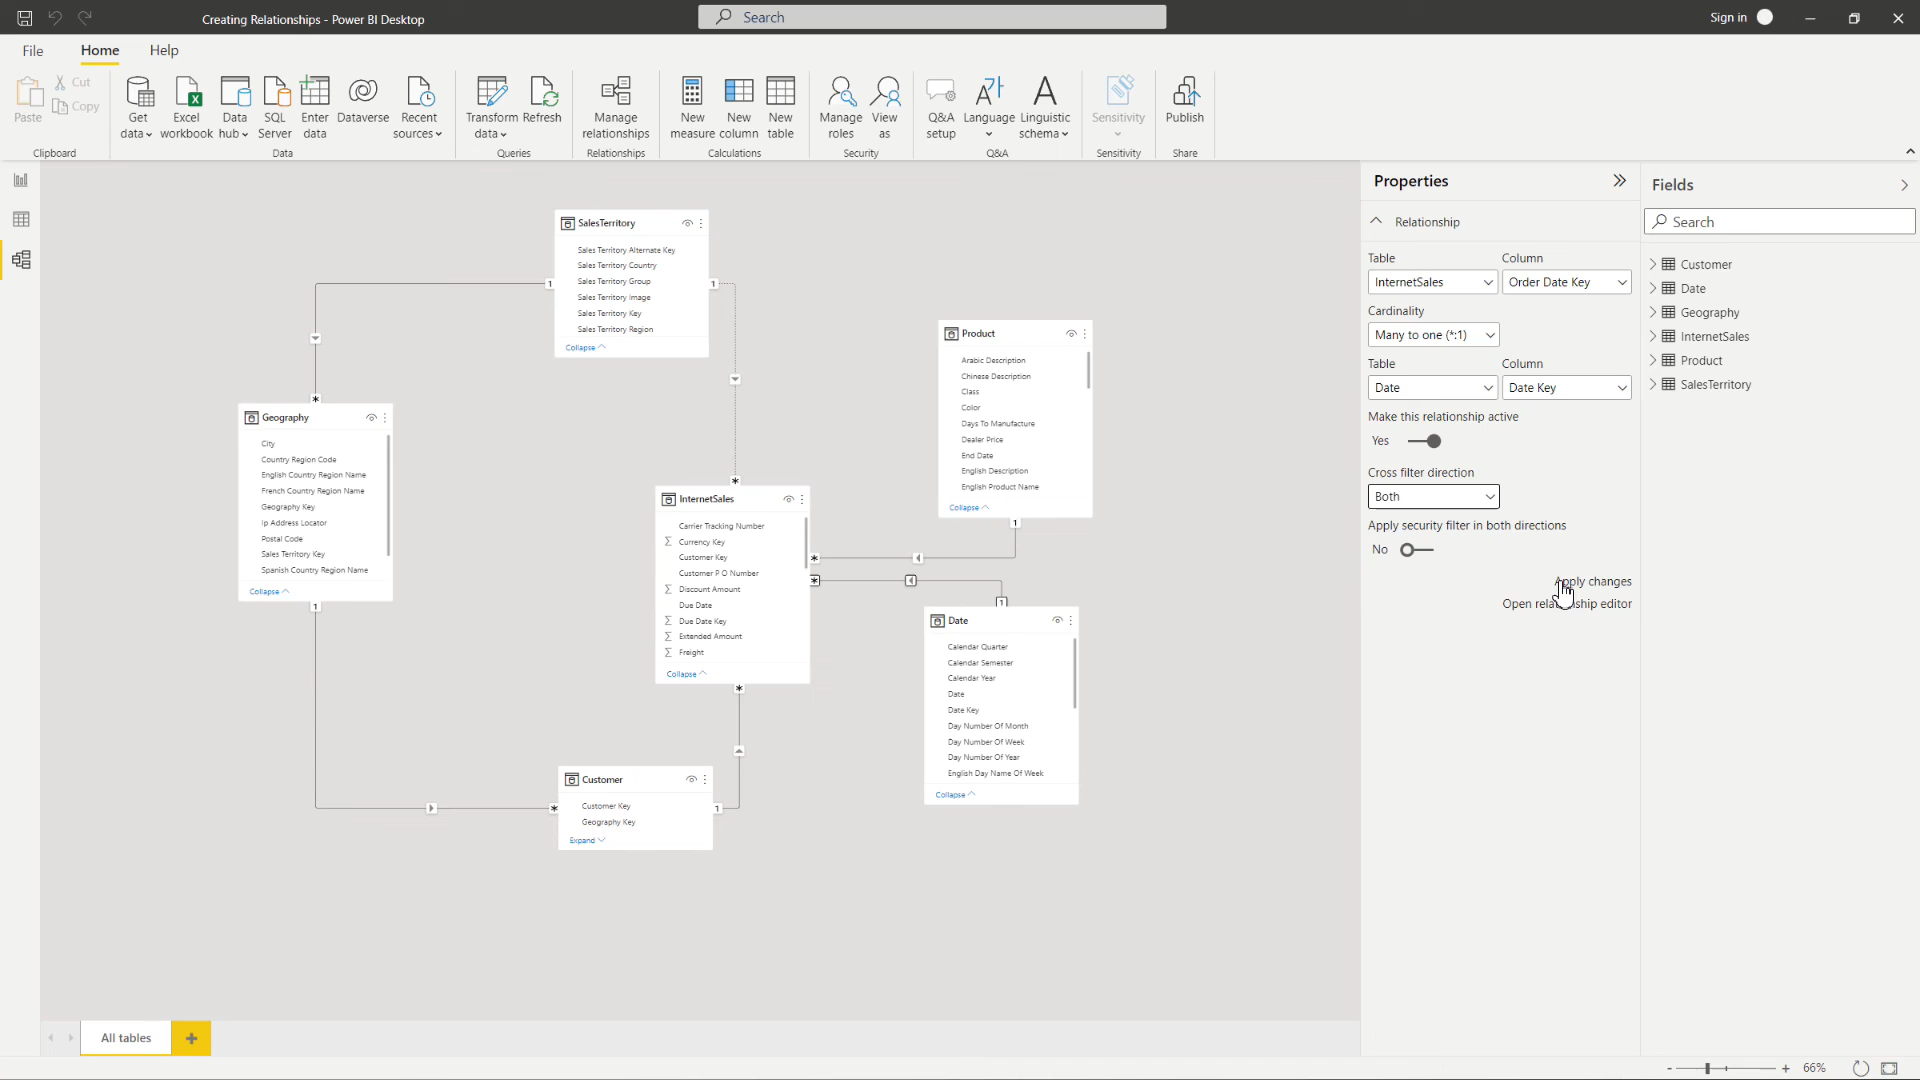 Creating Relationships - Power BI Desktop
Search
Sign in
File
Home
Help
Paste
Cut
Copy
Clipboard
Get data
Excel workbook
Data hub
SQL Server
Enter data
Dataverse
Recent sources
Data
Transform data
Refresh
Queries
Manage relationships
Relationships
New measure
New column
New table
Calculations
Manage roles
View as
Security
Q&A setup
Language
Linguistic schema
Q&A
Sensitivity
Sensitivity
Publish
Share
SalesTerritory
Sales Territory Alternate Key
Sales Territory Country
Sales Territory Group
Sales Territory Image
Sales Territory Key
Sales Territory Region
Collapse
1
1
*
*
Geography
City
Country Region Code
English Country Region Name
French Country Region Name
Geography Key
Ip Address Locator
Postal Code
Sales Territory Key
Spanish Country Region Name
Collapse
1
InternetSales
Carrier Tracking Number
Σ Currency Key
Customer Key
Customer P O Number
Σ Discount Amount
Due Date
Σ Due Date Key
Σ Extended Amount
Σ Freight
Collapse
*
*
*
Product
Arabic Description
Chinese Description
Class
Color
Days To Manufacture
Dealer Price
End Date
English Description
English Product Name
Collapse
1
1
Date
Calendar Quarter
Calendar Semester
Calendar Year
Date
Date Key
Day Number Of Month
Day Number Of Week
Day Number Of Year
English Day Name Of Week
Collapse
Customer
Customer Key
Geography Key
Expand
*
1
Properties
Relationship
Table
Column
InternetSales
Order Date Key
Cardinality
Many to one (*:1)
Table
Column
Date
Date Key
Make this relationship active
Yes
Cross filter direction
Both
Apply security filter in both directions
No
Apply changes
Open relationship editor
Fields
Search
Customer
Date
Geography
InternetSales
Product
SalesTerritory
All tables
66%